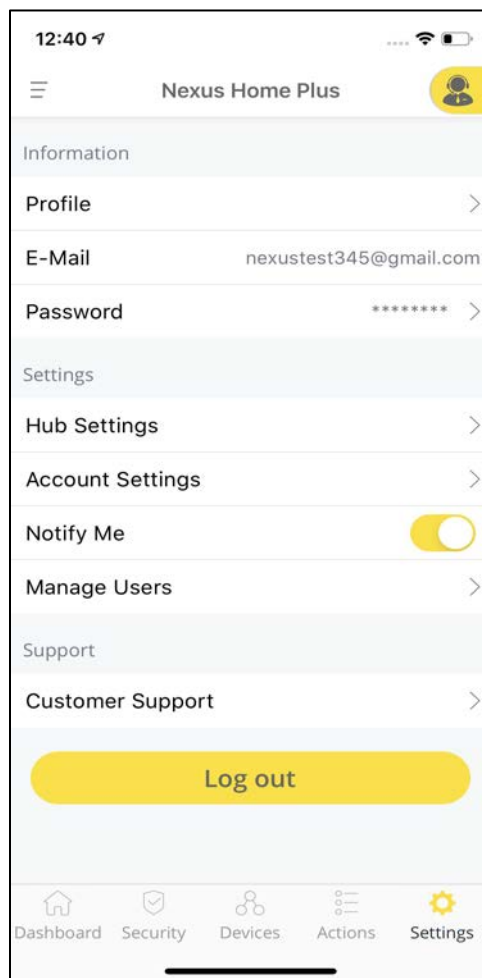 12:40
Nexus Home Plus
Information
Profile
E-Mail nexustest345@gmail.com
Password ********
Settings
Hub Settings
Account Settings
Notify Me
Manage Users
Support
Customer Support
Log out
Dashboard Security Devices Actions Settings